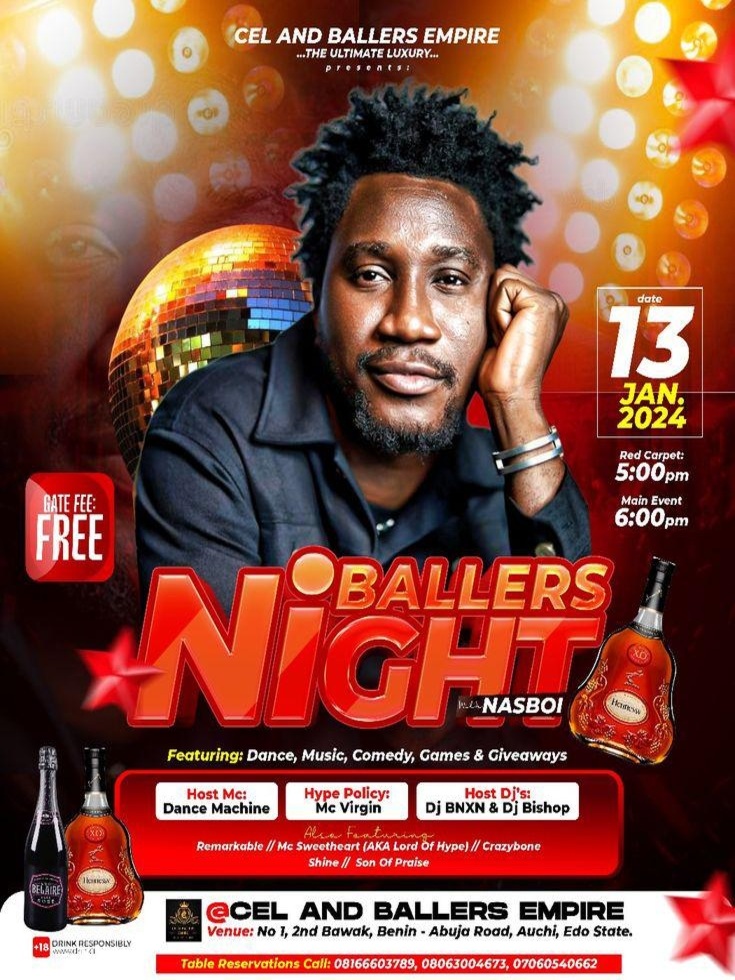 CEL AND BALLERS EMPIRE
...THE ULTIMATE LUXURY...
presents:
date
13
JAN.
2024
Red Carpet:
5:00pm
Main Event
6:00pm
GATE FEE:
FREE
BALLERS
NiGHT
with NASBOI
Hennessy
Featuring: Dance, Music, Comedy, Games & Giveaways
Host Mc:
Dance Machine
Hype Policy:
Mc Virgin
Host Dj's:
Dj BNXN & Dj Bishop
Also Featuring
Remarkable // Mc Sweetheart (AKA Lord Of Hype) // Crazybone
Shine // Son Of Praise
BELAIRE
Hennessy
@CEL AND BALLERS EMPIRE
Venue: No 1, 2nd Bawak, Benin - Abuja Road, Auchi, Edo State.
+18 DRINK RESPONSIBLY
Table Reservations Call: 08166603789, 08063004673, 07060540662